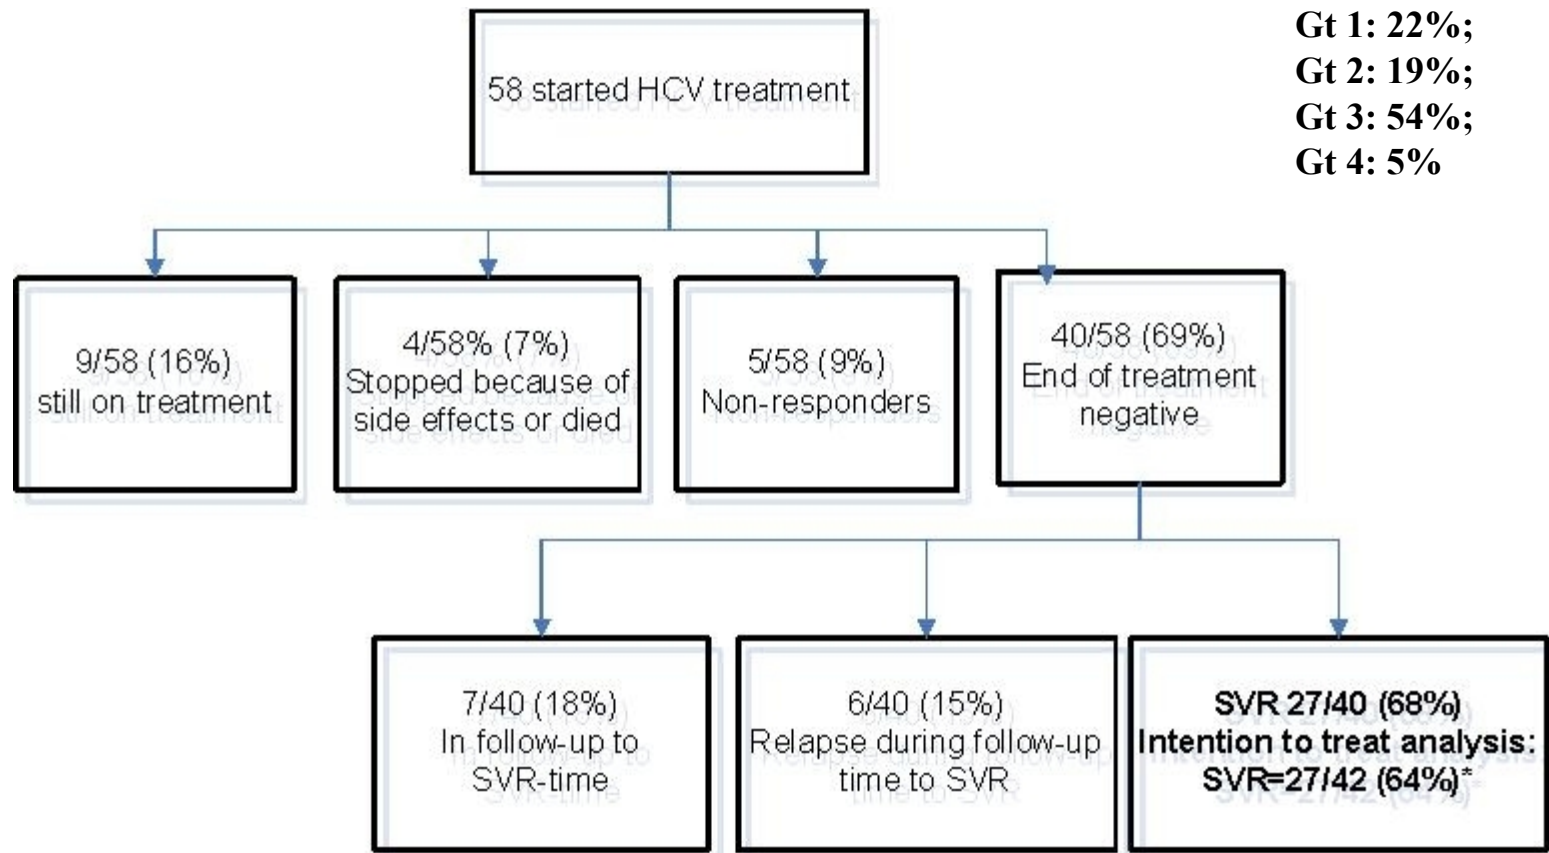 Gt 1: 22%;
Gt 2: 19%;
Gt 3: 54%;
Gt 4: 5%
58 started HCV treatment
9/58 (16%)
still on treatment
4/58% (7%)
Stopped because of
side effects or died
5/58 (9%)
Non-responders
40/58 (69%)
End of treatment
negative
7/40 (18%)
In follow-up to
SVR-time
6/40 (15%)
Relapse during follow-up
time to SVR
SVR 27/40 (68%)
Intention to treat analysis:
SVR=27/42 (64%)*